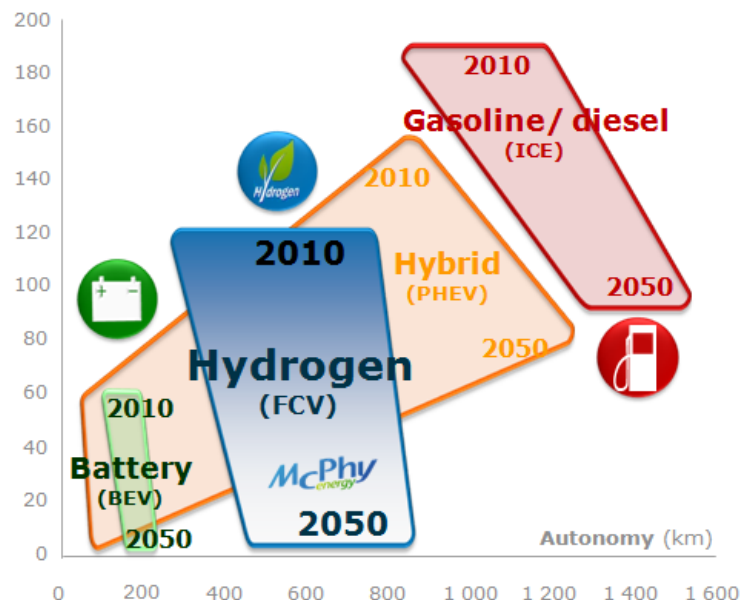 200
180
160
140
120
100
80
60
40
20
0
2010
Gasoline/ diesel
(ICE)
2050
Hydrogen
2010
Hybrid
(PHEV)
2050
2010
Hydrogen
(FCV)
McPhy
energy
2050
+ −
2010
Battery
(BEV)
2050
Autonomy (km)
0 200 400 600 800 1 000 1 200 1 400 1 600